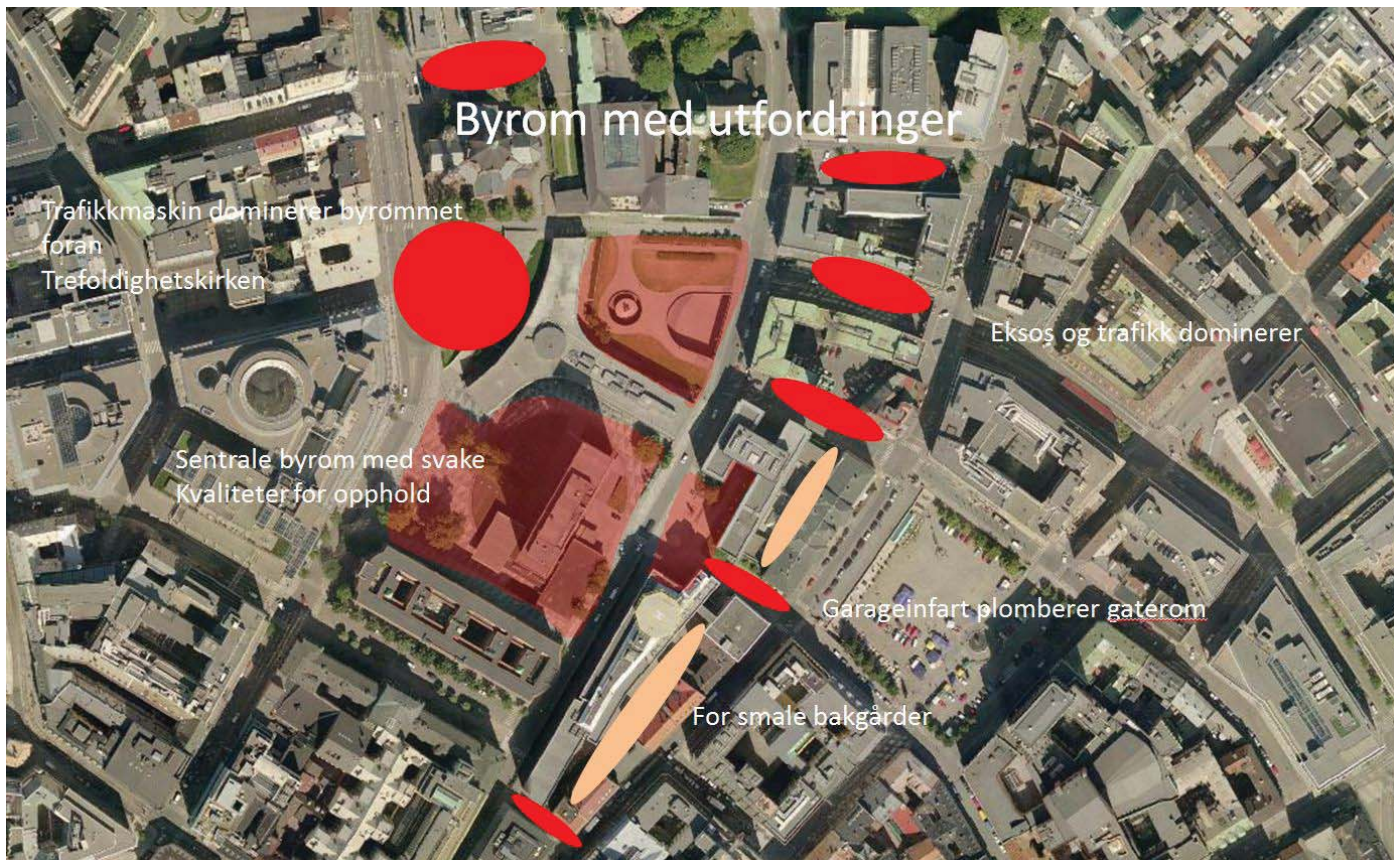 Byrom med utfordringer
Trafikkmaskin dominerer byrommet
foran
Trefoldighetskirken
Eksos og trafikk dominerer
Sentrale byrom med svake
Kvaliteter for opphold
Garageinfart plomberer gaterom
For smale bakgårder